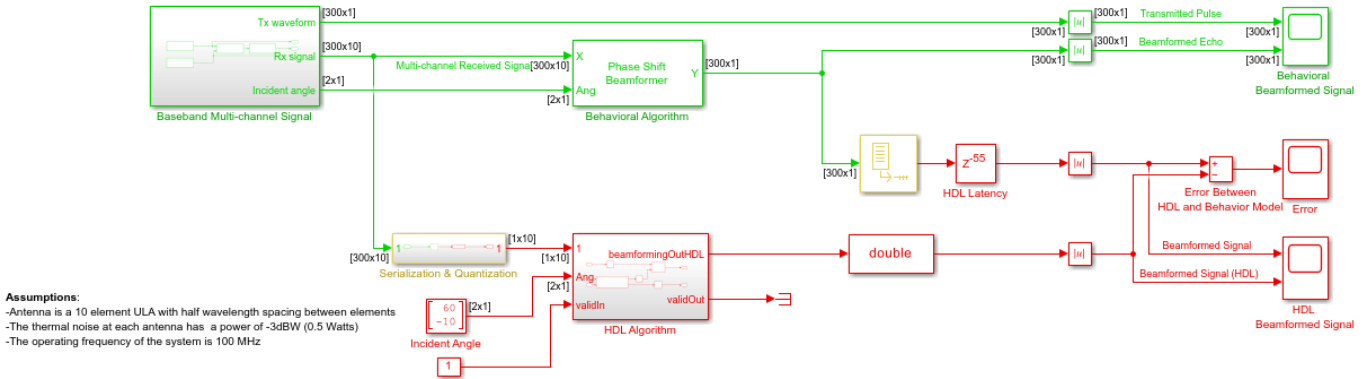 Tx waveform
[300x1]
|u|
[300x1]
[300x1]
Transmitted Pulse
[300x1]
Rx signal
[300x10]
Multi-channel Received Signa
[300x10]
X
Phase Shift
Beamformer
Y
[300x1]
|u|
[300x1]
[300x1]
Beamformed Echo
[300x1]
Incident angle
[2x1]
[2x1]
Ang
Baseband Multi-channel Signal
Behavioral Algorithm
Behavioral
Beamformed Signal
[300x1]
Z-55
HDL Latency
|u|
+
−
Error Between
HDL and Behavior Model
Error
[300x10]
1
1
[1x10]
Serialization & Quantization
[1x10]
1
beamformingOutHDL
Ang
[2x1]
validIn
validOut
HDL Algorithm
double
|u|
Beamformed Signal
Beamformed Signal (HDL)
HDL
Beamformed Signal
60
-10
[2x1]
Incident Angle
1
Assumptions:
-Antenna is a 10 element ULA with half wavelength spacing between elements
-The thermal noise at each antenna has a power of -3dBW (0.5 Watts)
-The operating frequency of the system is 100 MHz